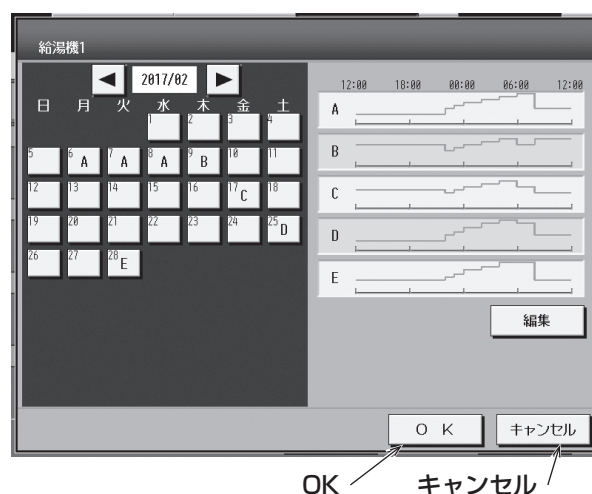 給湯機1
2017/02
日 月 火 水 木 金 土
1 2 3 4
5 6 A 7 A 8 A 9 B 10 11
12 13 14 15 16 17 C 18
19 20 21 22 23 24 25 D
26 27 28 E
12:00 18:00 00:00 06:00 12:00
A
B
C
D
E
編集
OK キャンセル
OK キャンセル